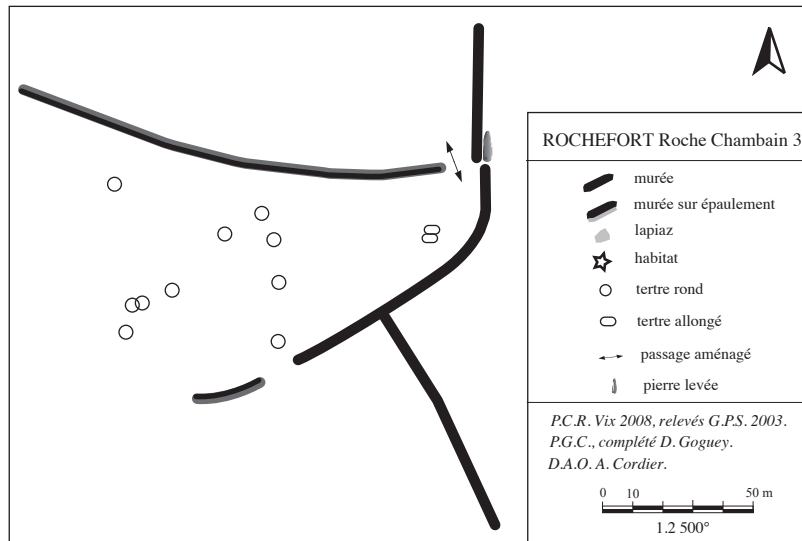 ROCHEFORT Roche Chambain 3
murée
murée sur épaulement
lapiaz
habitat
tertre rond
tertre allongé
passage aménagé
pierre levée
P.C.R. Vix 2008, relevés G.P.S. 2003.
P.G.C., complété D. Goguey.
D.A.O. A. Cordier.
0 10 50 m
1.2 500°